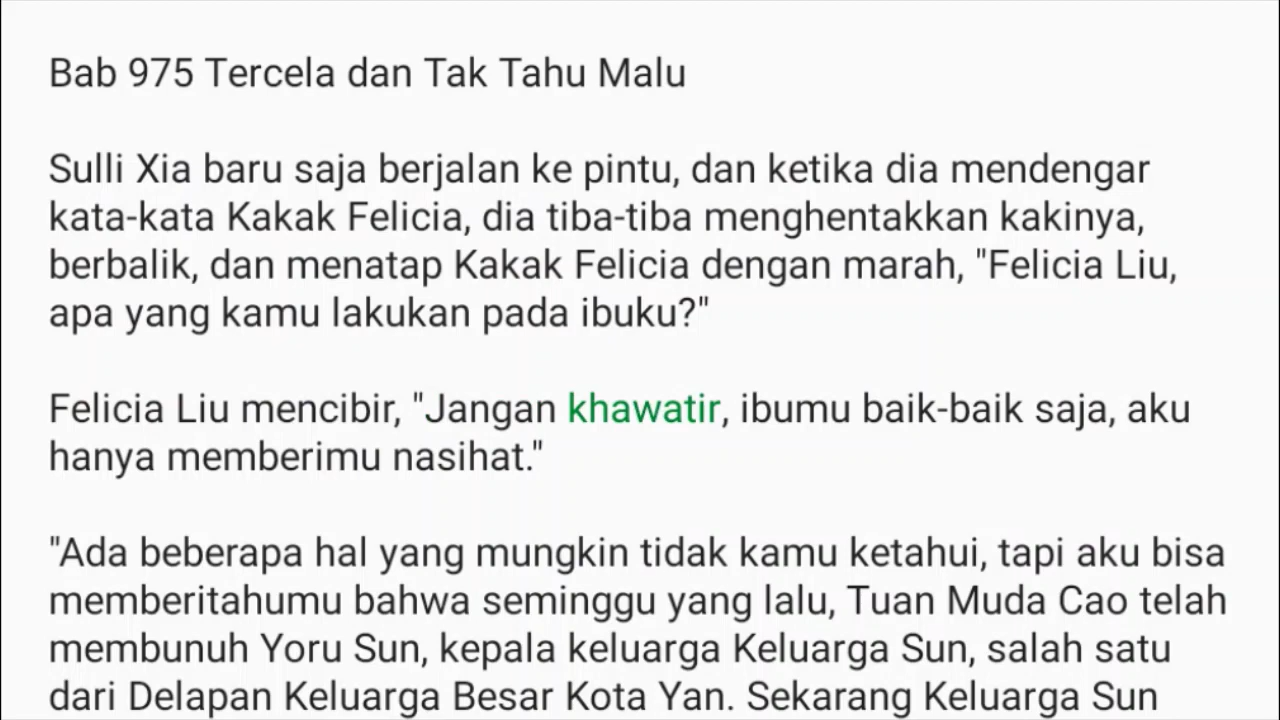 Bab 975 Tercela dan Tak Tahu Malu
Sulli Xia baru saja berjalan ke pintu, dan ketika dia mendengar
kata-kata Kakak Felicia, dia tiba-tiba menghentakkan kakinya,
berbalik, dan menatap Kakak Felicia dengan marah, "Felicia Liu,
apa yang kamu lakukan pada ibuku?"
Felicia Liu mencibir, "Jangan khawatir, ibumu baik-baik saja, aku
hanya memberimu nasihat."
"Ada beberapa hal yang mungkin tidak kamu ketahui, tapi aku bisa
memberitahumu bahwa seminggu yang lalu, Tuan Muda Cao telah
membunuh Yoru Sun, kepala keluarga Keluarga Sun, salah satu
dari Delapan Keluarga Besar Kota Yan. Sekarang Keluarga Sun